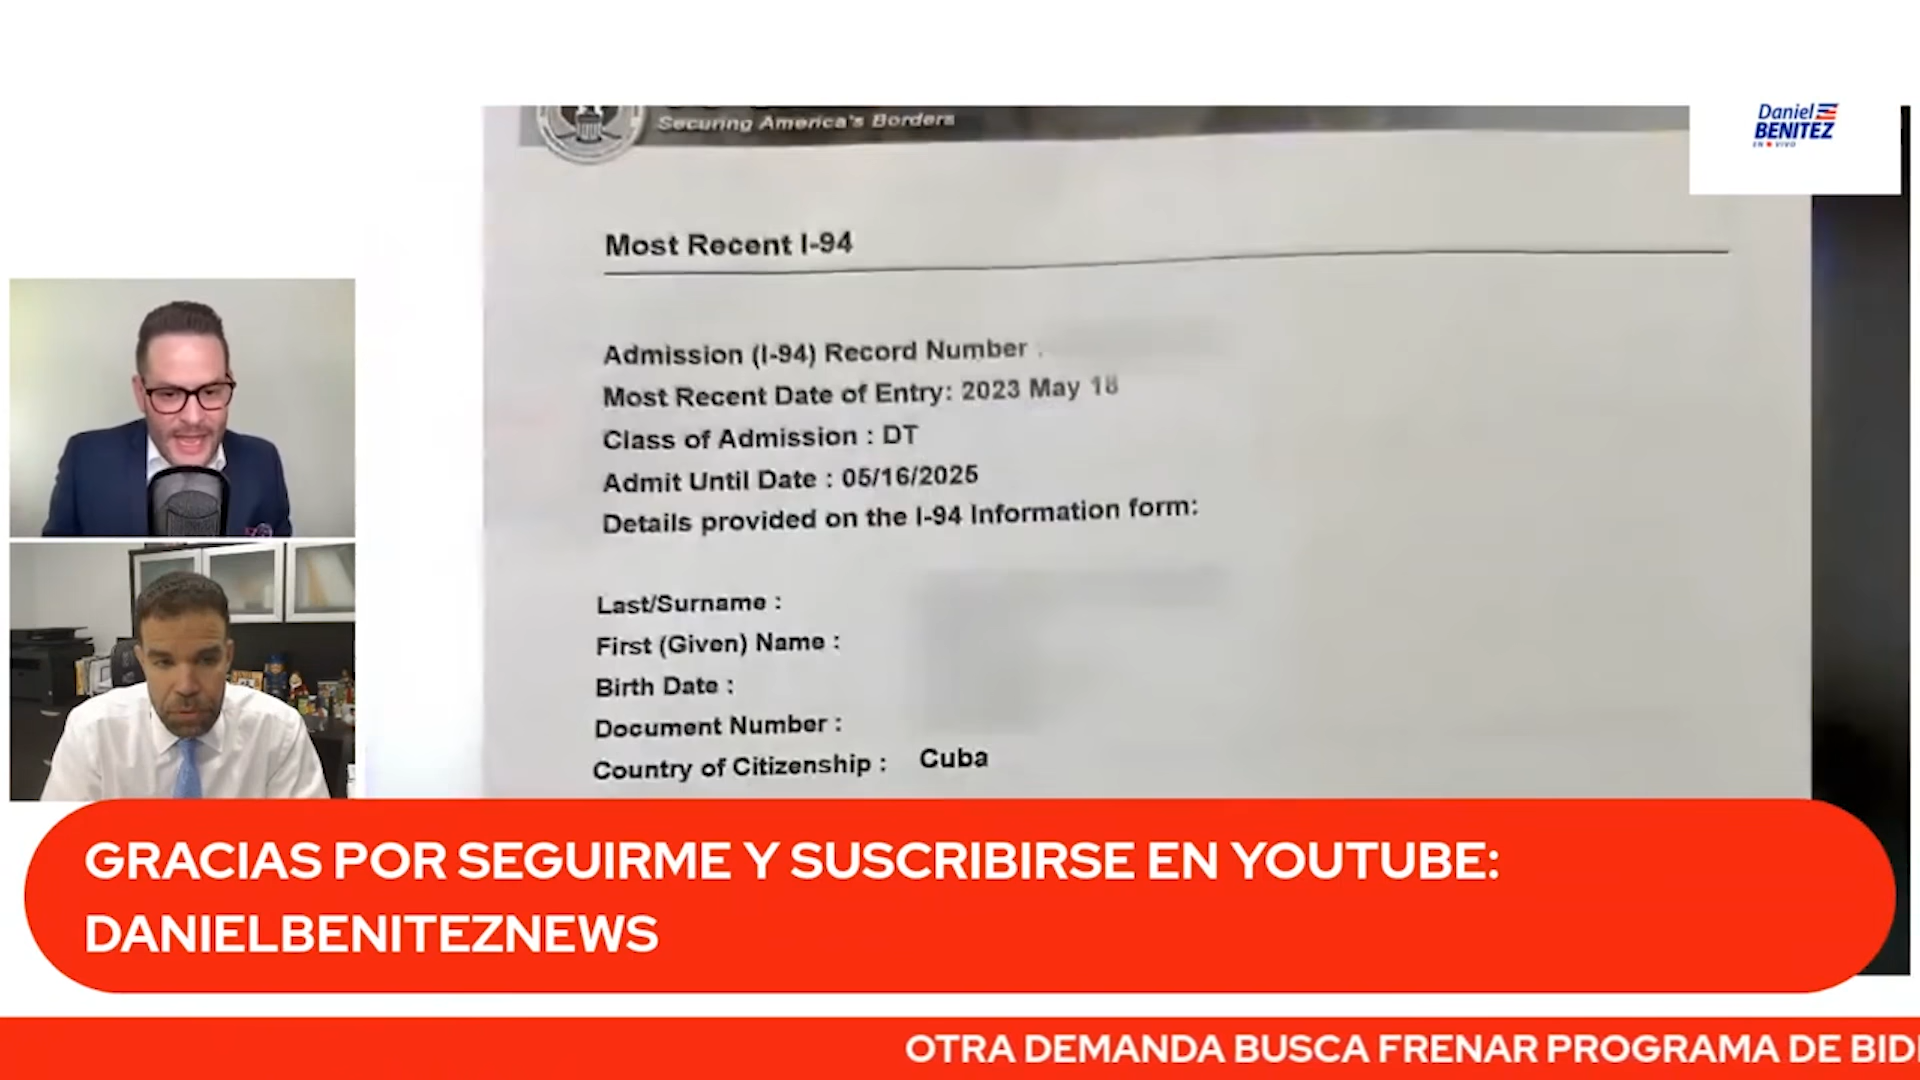 Securing America's Borders
Daniel
BENITEZ
EN VIVO
Most Recent I-94
Admission (I-94) Record Number :
Most Recent Date of Entry: 2023 May 18
Class of Admission : DT
Admit Until Date : 05/16/2025
Details provided on the I-94 Information form:
Last/Surname :
First (Given) Name :
Birth Date :
Document Number :
Country of Citizenship : Cuba
GRACIAS POR SEGUIRME Y SUSCRIBIRSE EN YOUTUBE:
DANIELBENITEZNEWS
OTRA DEMANDA BUSCA FRENAR PROGRAMA DE BID